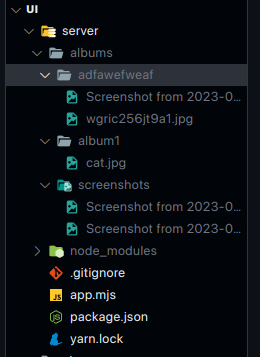 UI
server
albums
adfawefweaf
Screenshot from 2023-0...
wgric256jt9a1.jpg
album1
cat.jpg
screenshots
Screenshot from 2023-0...
Screenshot from 2023-0...
node_modules
.gitignore
JS app.mjs
JS package.json
yarn.lock